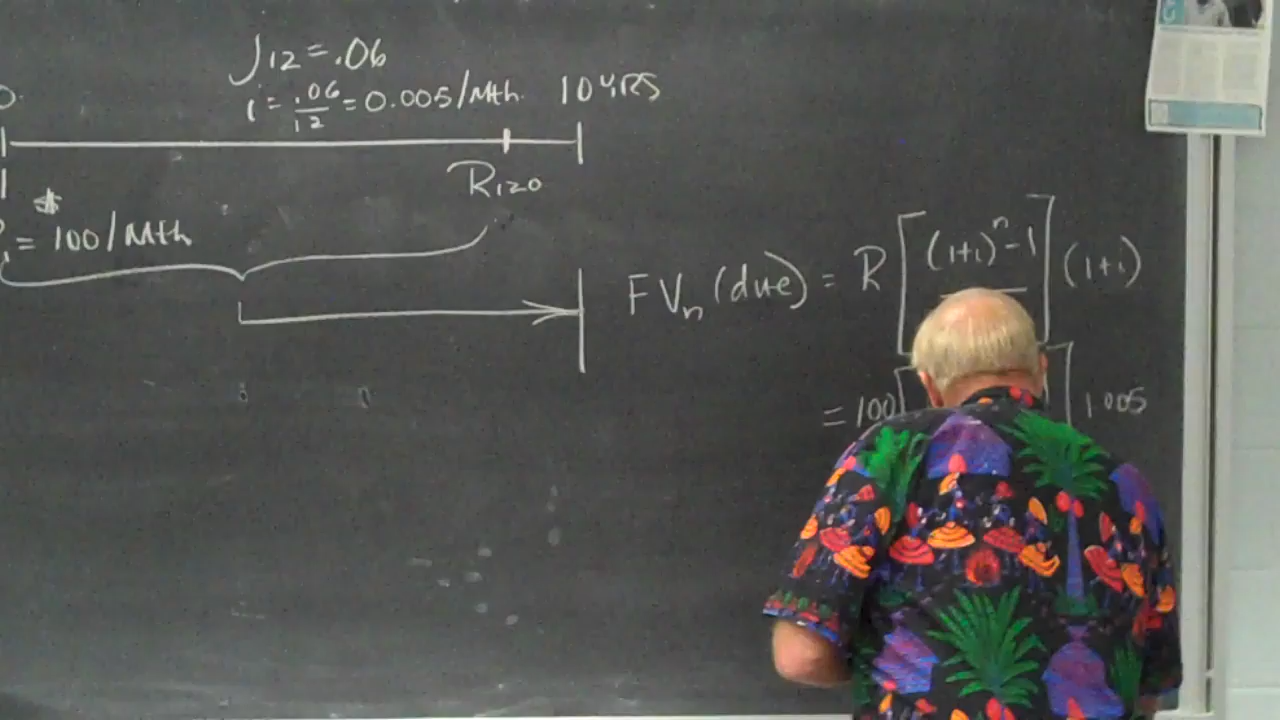 J12 = .06
i = .06/12 = 0.005/Mth 10 YRS
0
R120
$
= 100/Mth
FVn (due) = R [ (1+i)^n - 1 ] (1+i)
= 100 [ ] 1.005